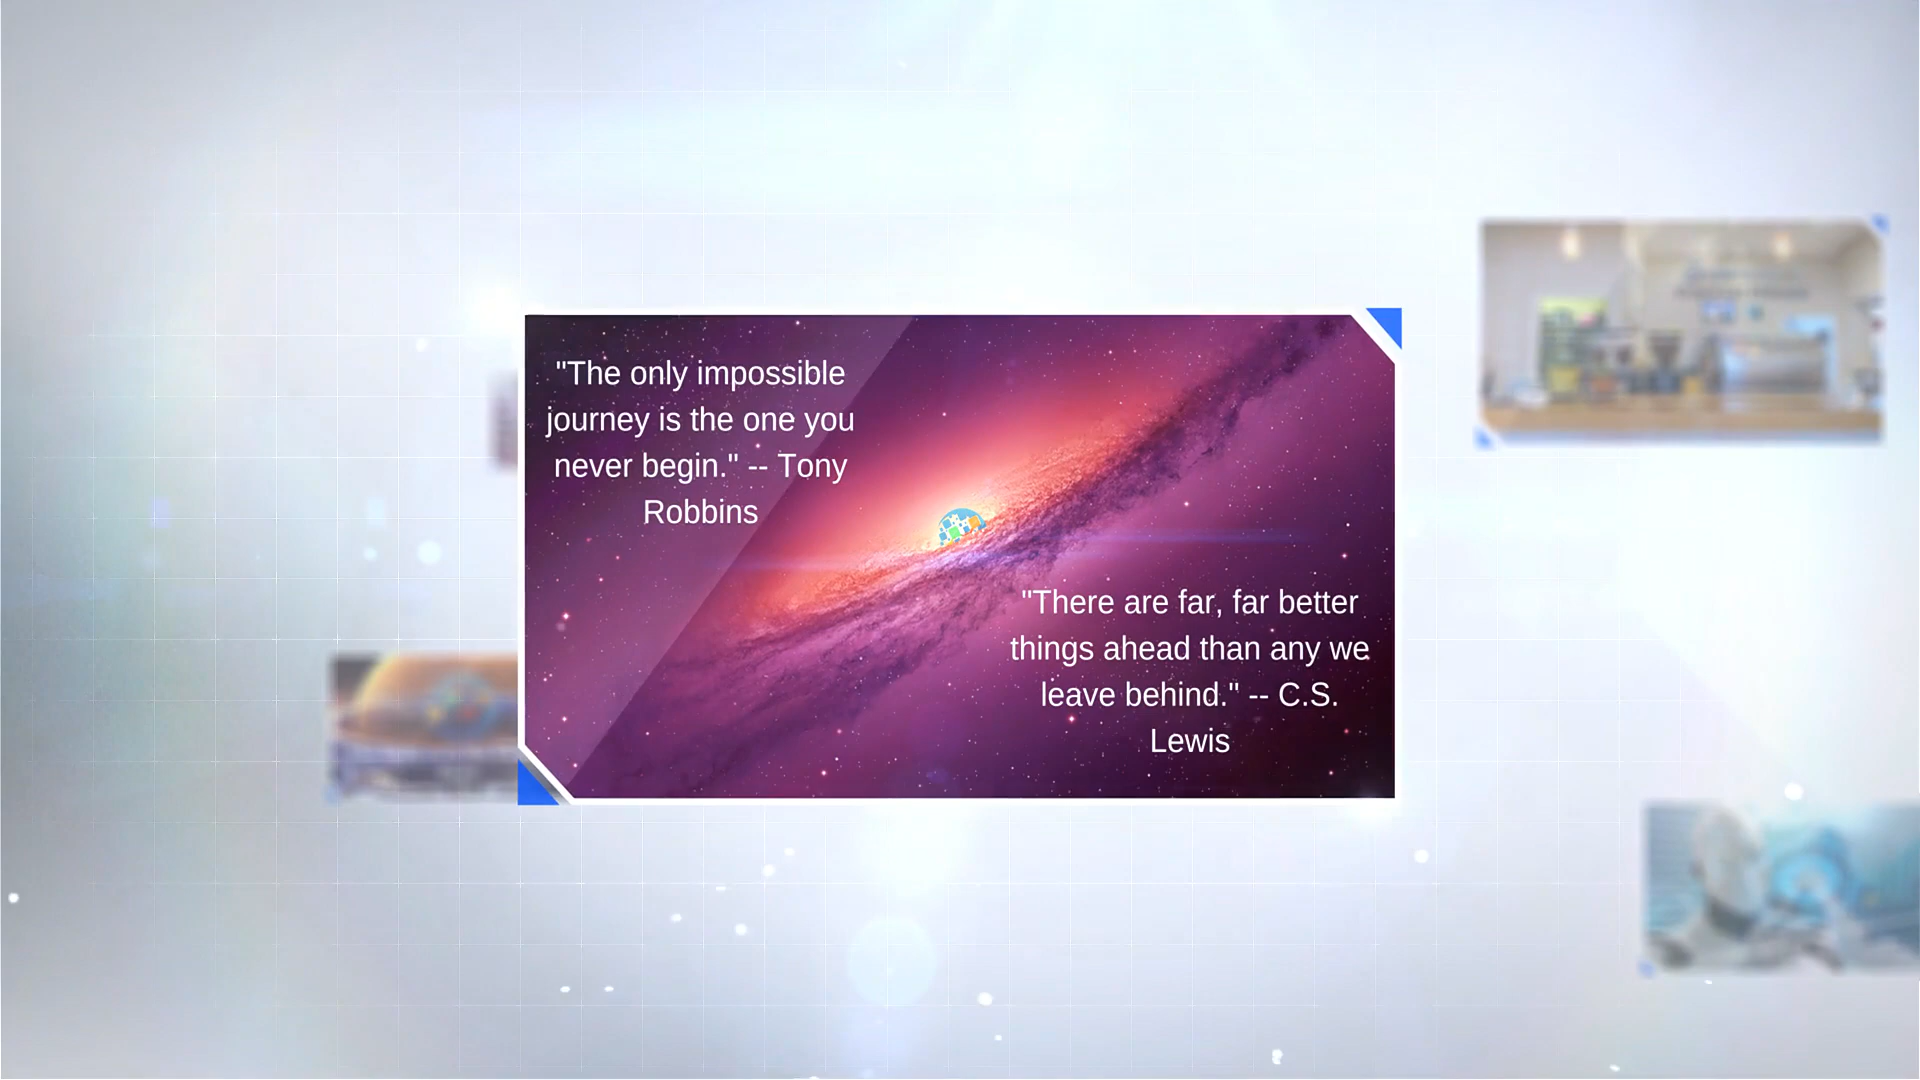 "The only impossible
journey is the one you
never begin." -- Tony
Robbins
"There are far, far better
things ahead than any we
leave behind." -- C.S.
Lewis